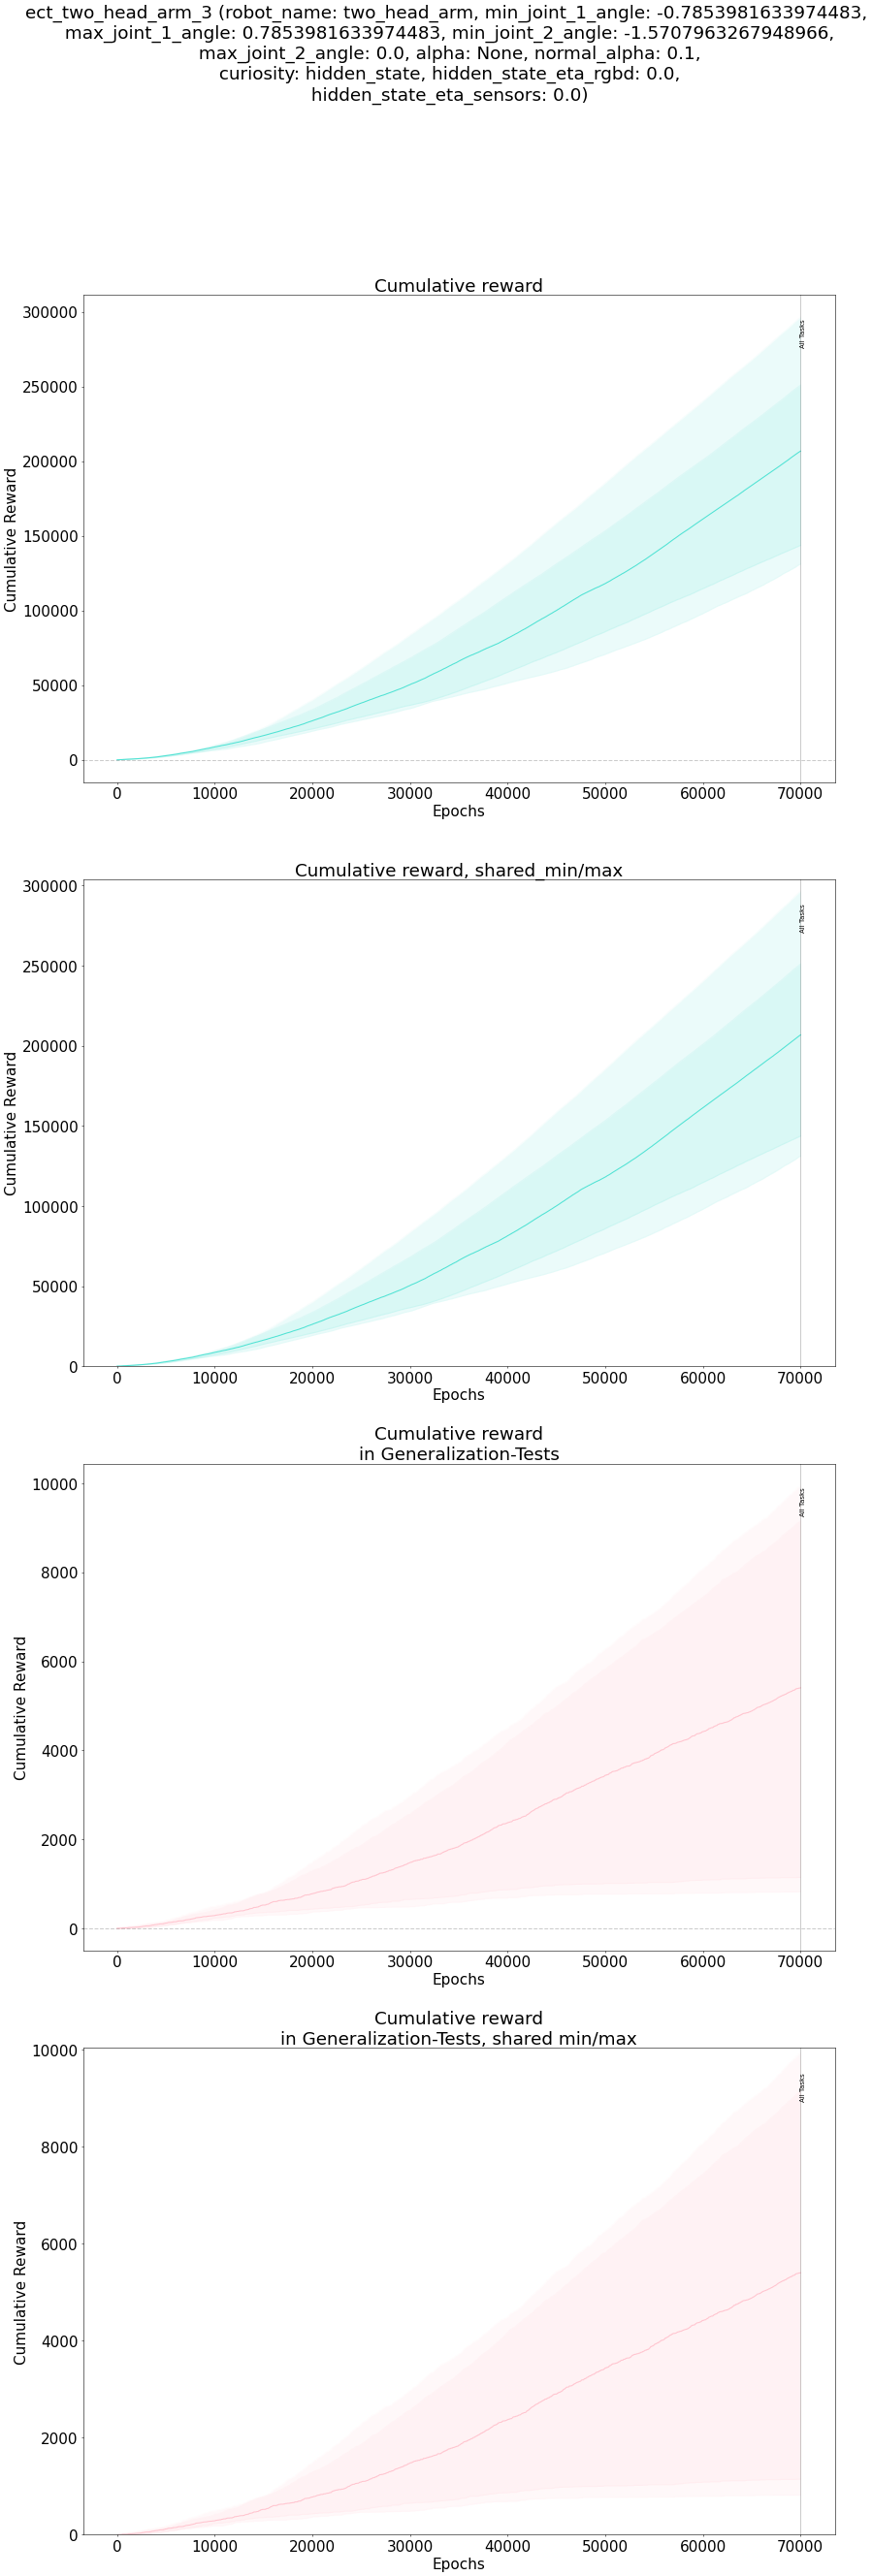 ect_two_head_arm_3 (robot_name: two_head_arm, min_joint_1_angle: -0.7853981633974483,
max_joint_1_angle: 0.7853981633974483, min_joint_2_angle: -1.5707963267948966,
max_joint_2_angle: 0.0, alpha: None, normal_alpha: 0.1,
curiosity: hidden_state, hidden_state_eta_rgbd: 0.0,
hidden_state_eta_sensors: 0.0)
Cumulative reward
300000
250000
200000
150000
100000
50000
0
Cumulative Reward
All Tasks
0 10000 20000 30000 40000 50000 60000 70000
Epochs
Cumulative reward, shared_min/max
300000
250000
200000
150000
100000
50000
0
Cumulative Reward
All Tasks
0 10000 20000 30000 40000 50000 60000 70000
Epochs
Cumulative reward
in Generalization-Tests
10000
8000
6000
4000
2000
0
Cumulative Reward
All Tasks
0 10000 20000 30000 40000 50000 60000 70000
Epochs
Cumulative reward
in Generalization-Tests, shared min/max
10000
8000
6000
4000
2000
0
Cumulative Reward
All Tasks
0 10000 20000 30000 40000 50000 60000 70000
Epochs